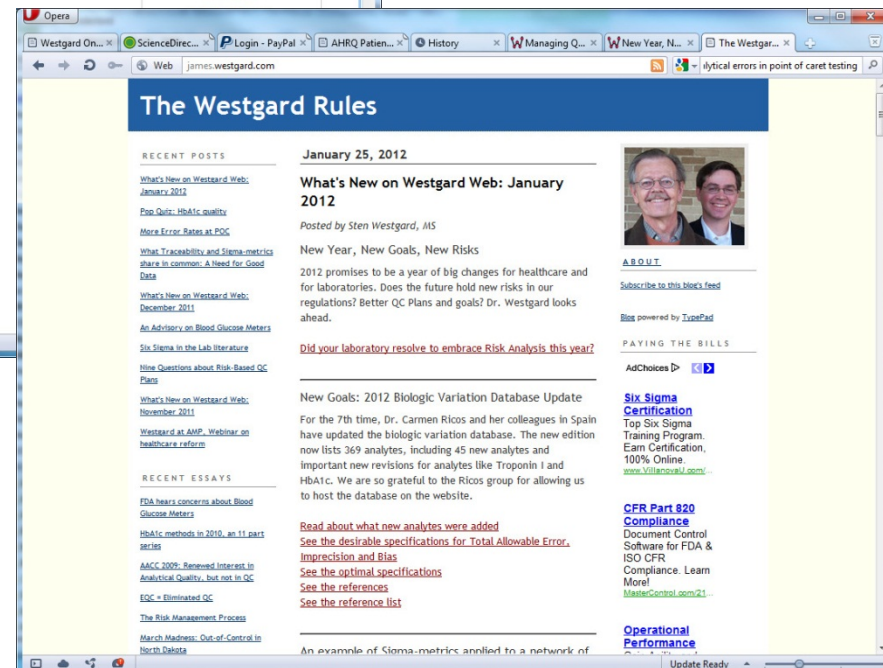 Opera
Westgard On...
ScienceDirec...
Login - PayPal
AHRQ Patien...
History
Managing Q...
New Year, N...
The Westgar...
Web james.westgard.com
lytical errors in point of caret testing
The Westgard Rules
RECENT POSTS
What's New on Westgard Web:
January 2012
Pop Quiz: HbA1c quality
More Error Rates at POC
What Traceability and Sigma-metrics
share in common: A Need for Good
Data
What's New on Westgard Web:
December 2011
An Advisory on Blood Glucose Meters
Six Sigma in the Lab literature
Nine Questions about Risk-Based QC
Plans
What's New on Westgard Web:
November 2011
Westgard at AMP, Webinar on
healthcare reform
RECENT ESSAYS
FDA hears concerns about Blood
Glucose Meters
HbA1c methods in 2010, an 11 part
series
AACC 2009: Renewed Interest in
Analytical Quality, but not in QC
EQC = Eliminated QC
The Risk Management Process
March Madness: Out-of-Control in
North Dakota
January 25, 2012
What's New on Westgard Web: January
2012
Posted by Sten Westgard, MS
New Year, New Goals, New Risks
2012 promises to be a year of big changes for healthcare and
for laboratories. Does the future hold new risks in our
regulations? Better QC Plans and goals? Dr. Westgard looks
ahead.
Did your laboratory resolve to embrace Risk Analysis this year?
New Goals: 2012 Biologic Variation Database Update
For the 7th time, Dr. Carmen Ricos and her colleagues in Spain
have updated the biologic variation database. The new edition
now lists 369 analytes, including 45 new analytes and
important new revisions for analytes like Troponin I and
HbA1c. We are so grateful to the Ricos group for allowing us
to host the database on the website.
Read about what new analytes were added
See the desirable specifications for Total Allowable Error,
Imprecision and Bias
See the optimal specifications
See the references
See the reference list
An example of Sigma-metrics applied to a network of
ABOUT
Subscribe to this blog's feed
Blog powered by TypePad
PAYING THE BILLS
AdChoices
Six Sigma
Certification
Top Six Sigma
Training Program.
Earn Certification,
100% Online.
www.VillanovaU.com/...
CFR Part 820
Compliance
Document Control
Software for FDA &
ISO CFR
Compliance. Learn
More!
MasterControl.com/21...
Operational
Performance
Update Ready